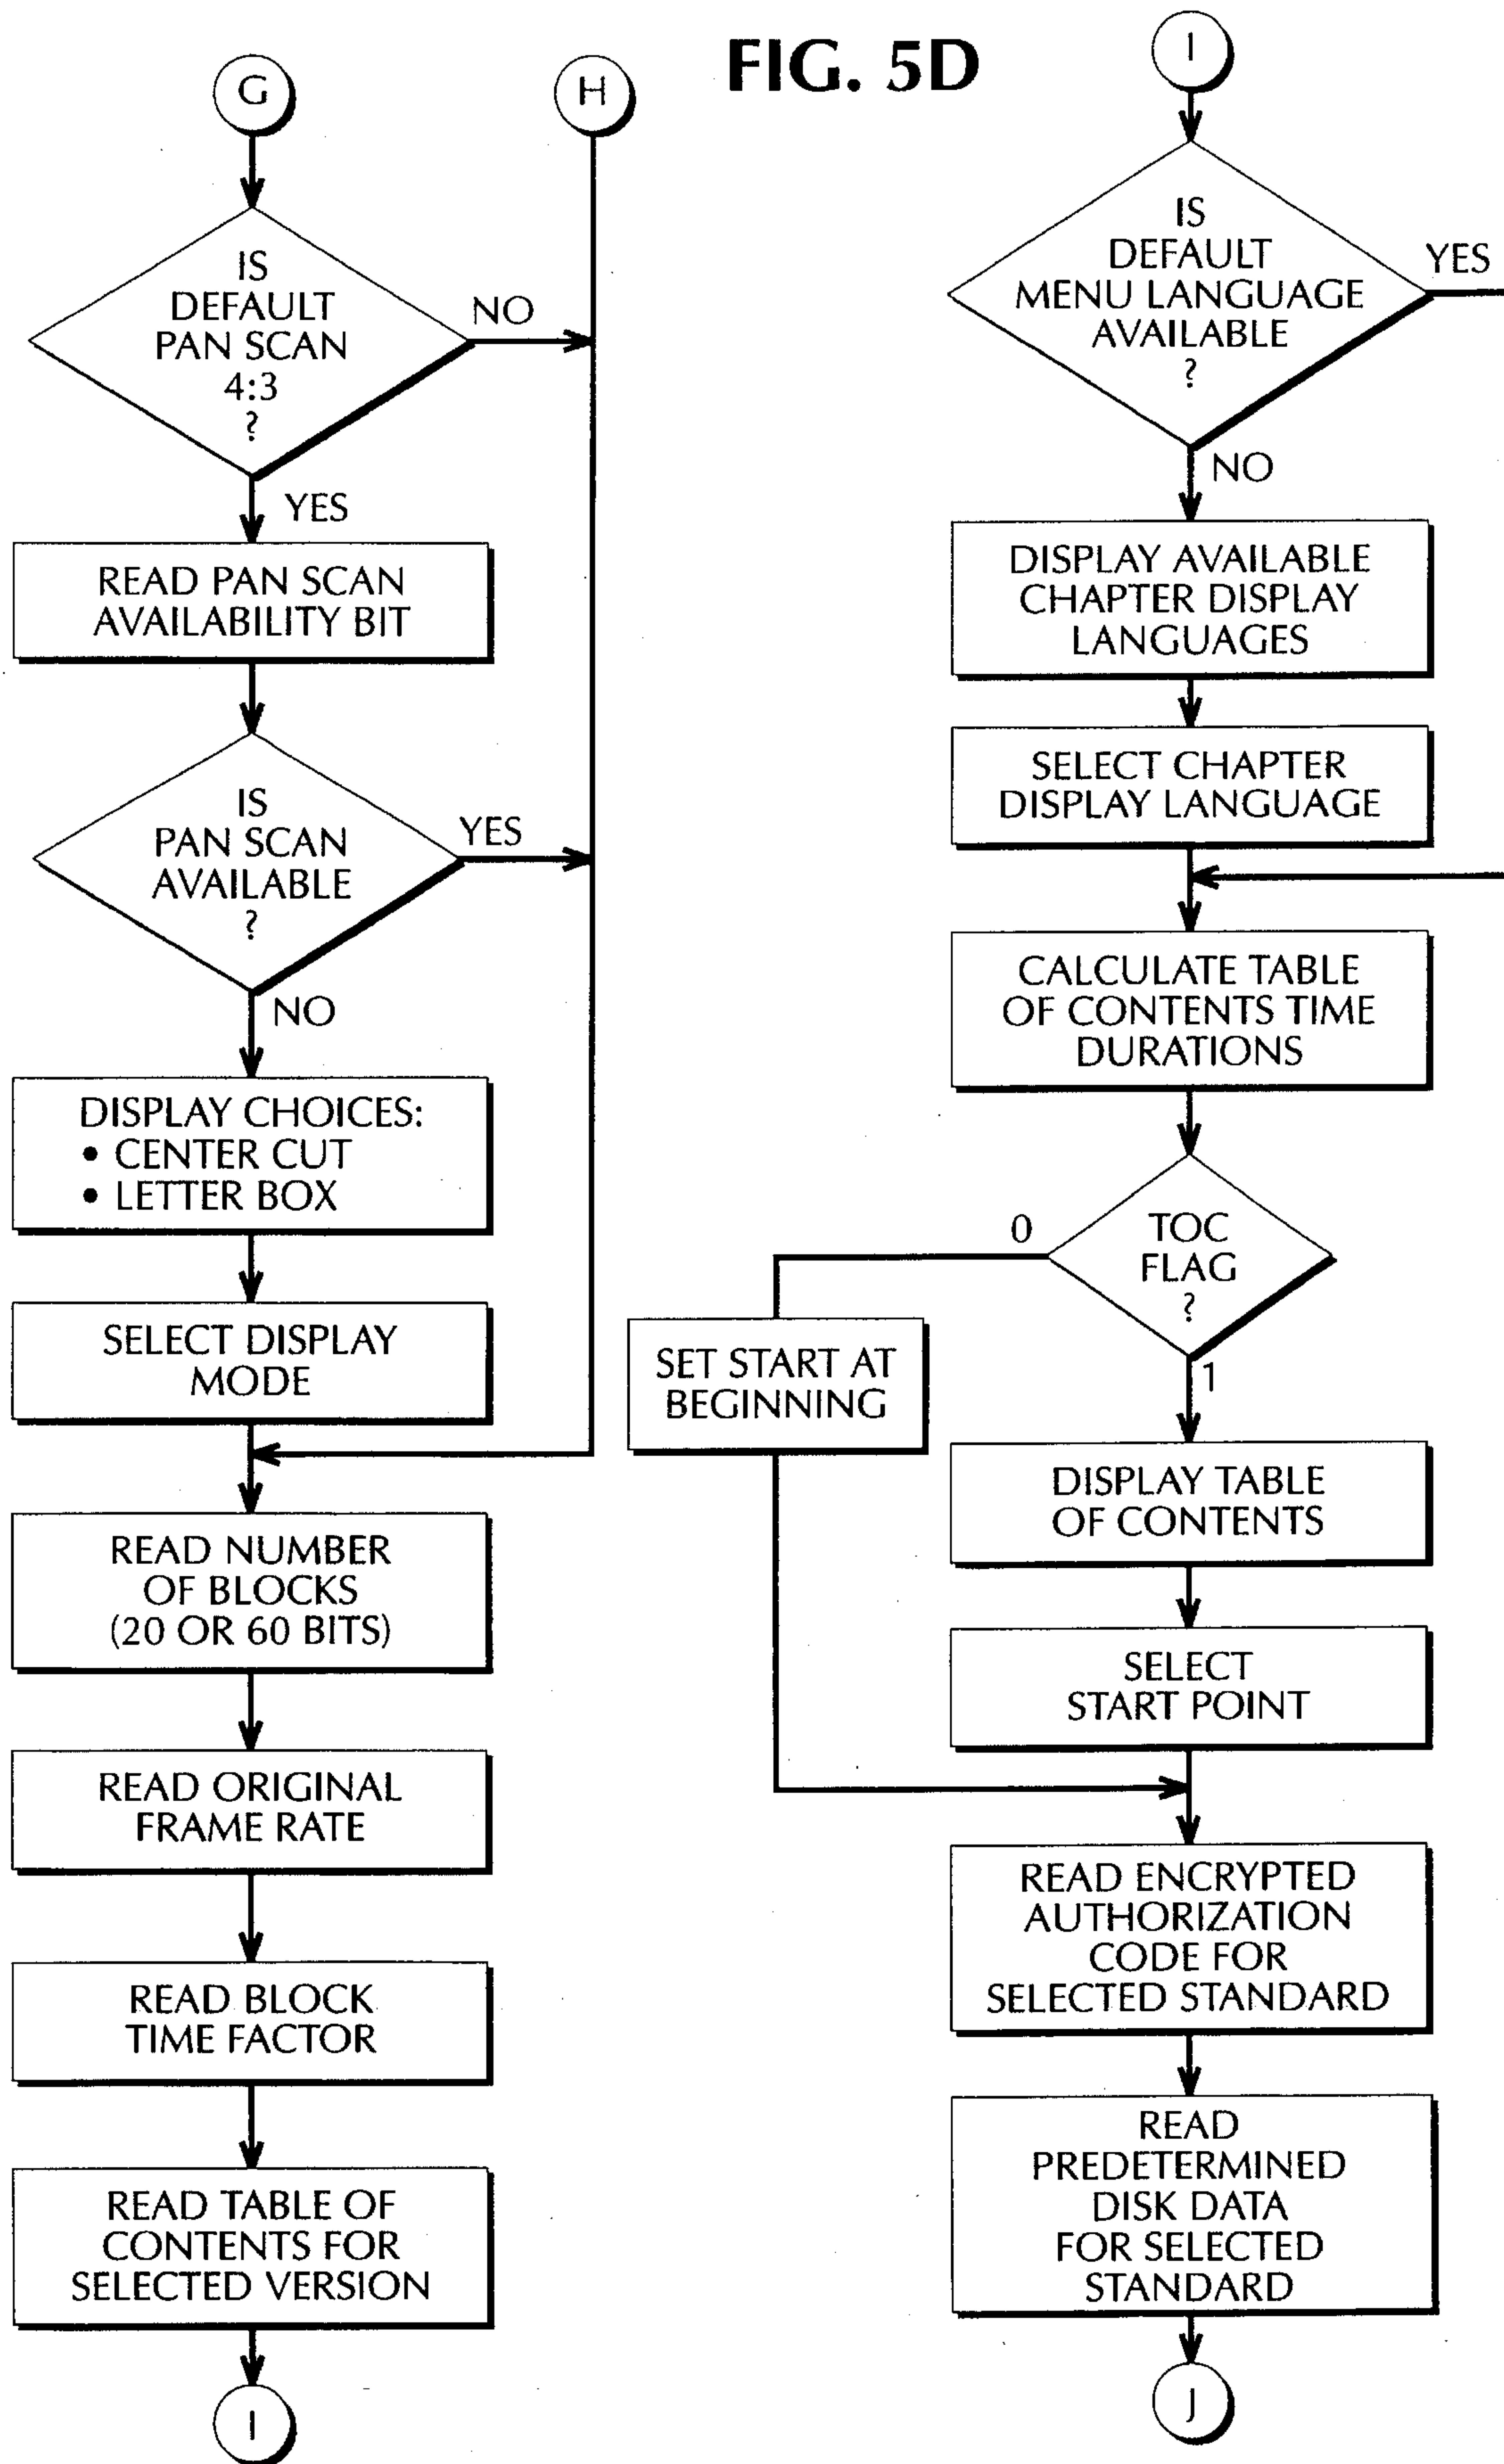 FIG. 5D
G
H
IS
DEFAULT
PAN SCAN
4:3
?
NO
YES
READ PAN SCAN
AVAILABILITY BIT
IS
PAN SCAN
AVAILABLE
?
YES
NO
DISPLAY CHOICES:
• CENTER CUT
• LETTER BOX
SELECT DISPLAY
MODE
READ NUMBER
OF BLOCKS
(20 OR 60 BITS)
READ ORIGINAL
FRAME RATE
READ BLOCK
TIME FACTOR
READ TABLE OF
CONTENTS FOR
SELECTED VERSION
I
I
IS
DEFAULT
MENU LANGUAGE
AVAILABLE
?
YES
NO
DISPLAY AVAILABLE
CHAPTER DISPLAY
LANGUAGES
SELECT CHAPTER
DISPLAY LANGUAGE
CALCULATE TABLE
OF CONTENTS TIME
DURATIONS
TOC
FLAG
?
0
1
SET START AT
BEGINNING
DISPLAY TABLE
OF CONTENTS
SELECT
START POINT
READ ENCRYPTED
AUTHORIZATION
CODE FOR
SELECTED STANDARD
READ
PREDETERMINED
DISK DATA
FOR SELECTED
STANDARD
J